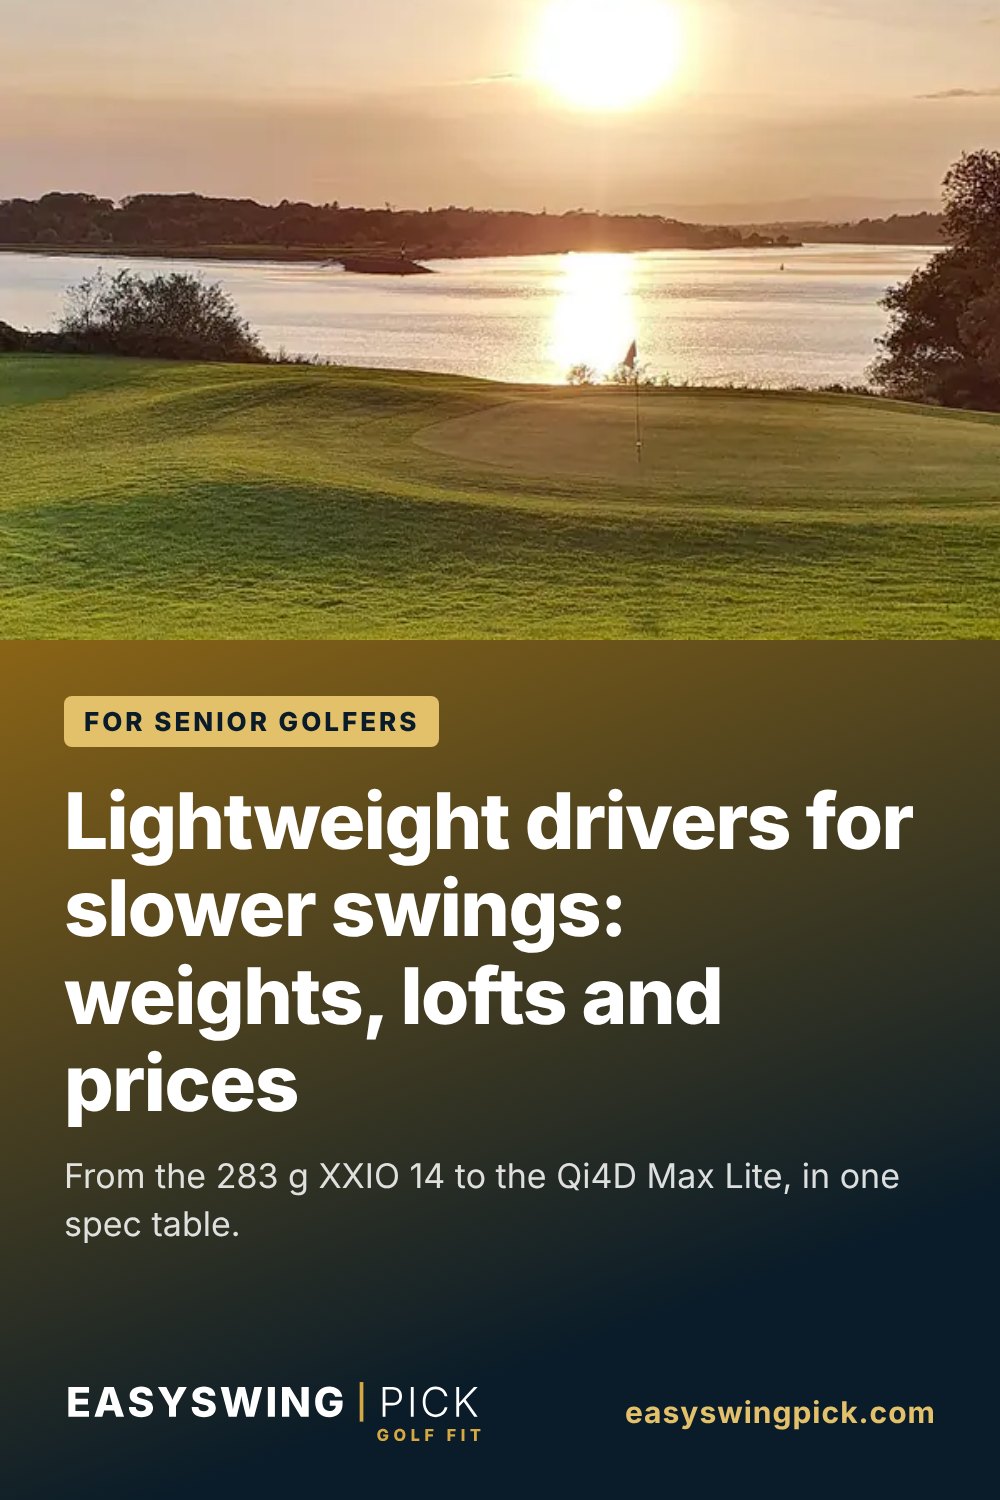 FOR SENIOR GOLFERS
Lightweight drivers for
slower swings:
weights, lofts and
prices
From the 283 g XXIO 14 to the Qi4D Max Lite, in one
spec table.
EASYSWING | PICK
GOLF FIT
easyswingpick.com